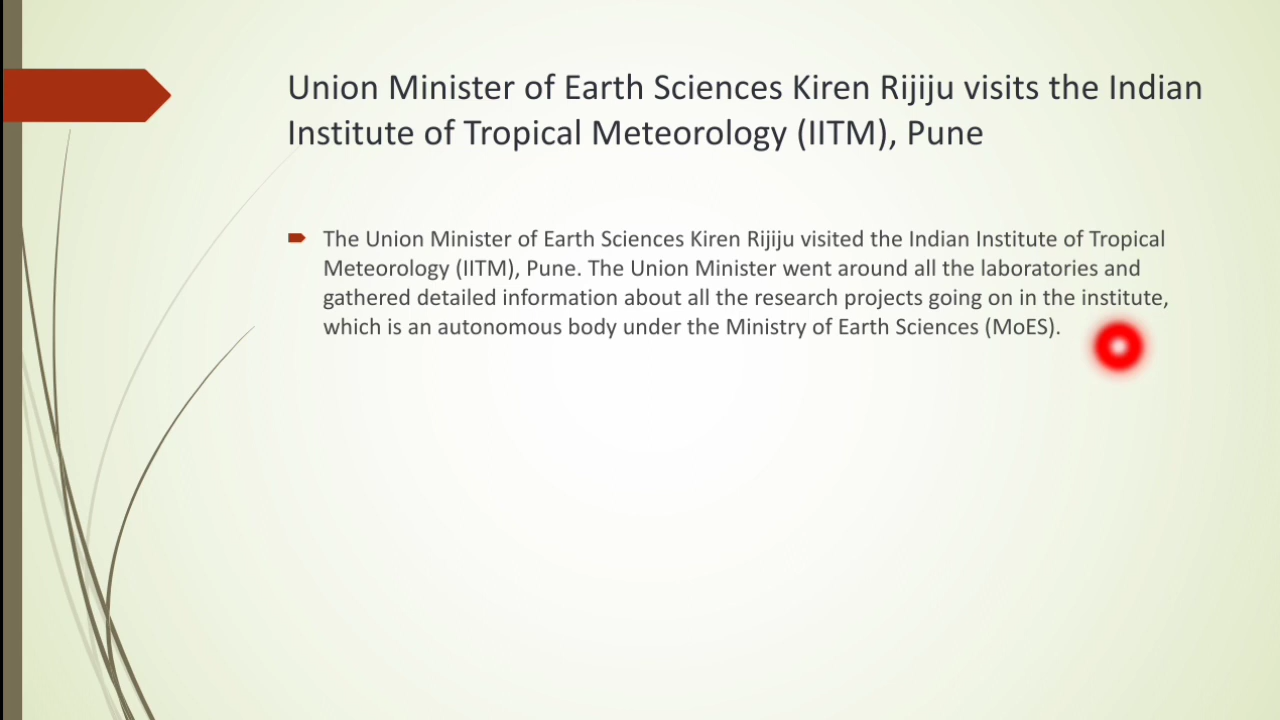 Union Minister of Earth Sciences Kiren Rijiju visits the Indian
Institute of Tropical Meteorology (IITM), Pune
The Union Minister of Earth Sciences Kiren Rijiju visited the Indian Institute of Tropical
Meteorology (IITM), Pune. The Union Minister went around all the laboratories and
gathered detailed information about all the research projects going on in the institute,
which is an autonomous body under the Ministry of Earth Sciences (MoES).